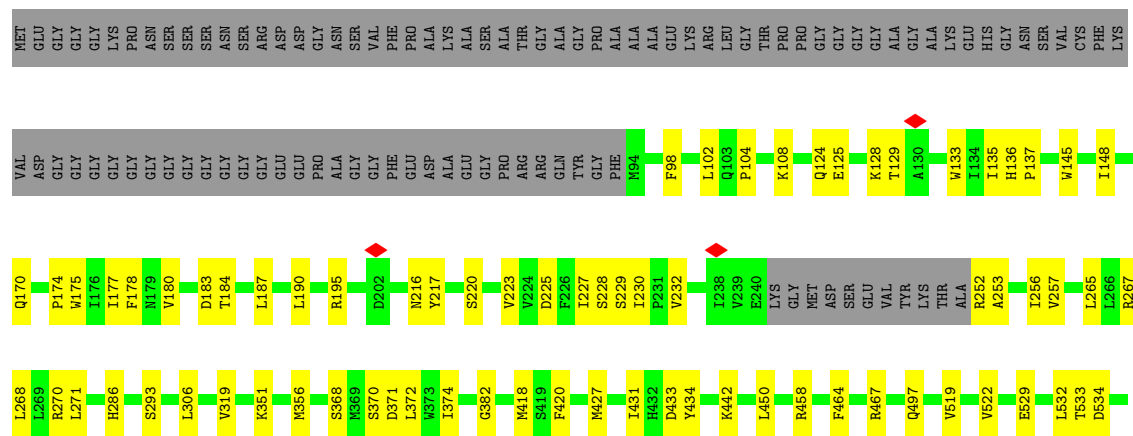 MET GLU GLY GLY GLY LYS PRO ASN SER SER SER ASN SER ARG ASP ASP GLY ASN SER VAL PHE PRO ALA LYS ALA SER ALA THR GLY ALA GLY PRO ALA ALA ALA GLU LYS ARG LEU GLY THR PRO PRO GLY GLY GLY GLY ALA GLY ALA LYS GLU HIS GLY ASN SER VAL CYS PHE LYS
VAL ASP GLY GLY GLY GLY GLY GLY GLY GLY GLY GLU GLU PRO ALA GLY GLY PHE GLU ASP ALA GLU GLY PRO ARG ARG GLN TYR GLY PHE M94 F98 L102 Q103 P104 K108 Q124 E125 K128 T129 A130 W133 I134 I135 H136 P137 W145 I148
Q170 P174 W175 I176 I177 F178 N179 V180 D183 T184 L187 L190 R195 D202 N216 Y217 S220 V223 V224 D225 F226 I227 S228 S229 I230 P231 V232 I238 V239 E240 LYS GLY MET ASP SER GLU VAL TYR LYS THR ALA R252 A253 I256 V257 L265 L266 R267
L268 L269 R270 L271 H286 S293 L306 V319 K351 M356 S368 M369 S370 D371 L372 W373 I374 G382 M418 S419 F420 M427 I431 H432 D433 Y434 K442 L450 R458 F464 R467 Q497 V519 V522 E529 L532 T533 D534